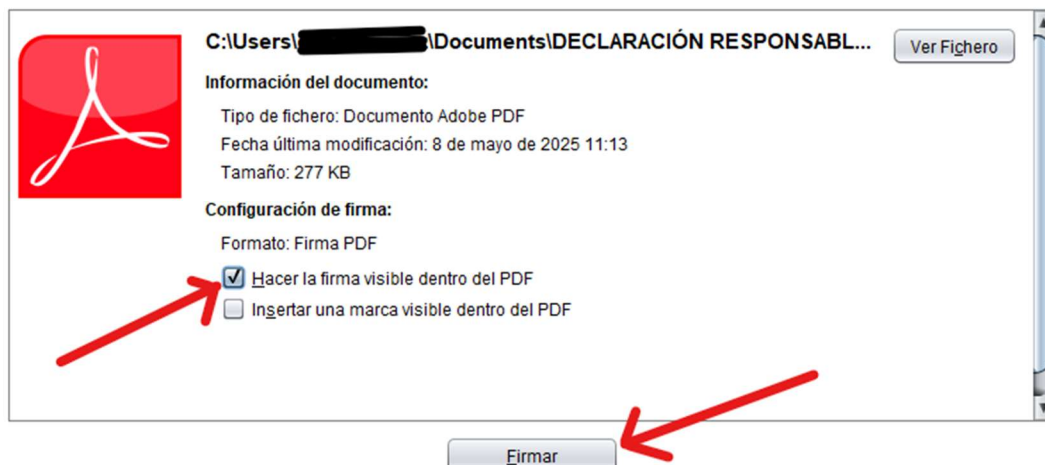 C:\Users\ \Documents\DECLARACIÓN RESPONSABL...
Ver Fichero
Información del documento:
Tipo de fichero: Documento Adobe PDF
Fecha última modificación: 8 de mayo de 2025 11:13
Tamaño: 277 KB
Configuración de firma:
Formato: Firma PDF
Hacer la firma visible dentro del PDF
Insertar una marca visible dentro del PDF
Firmar